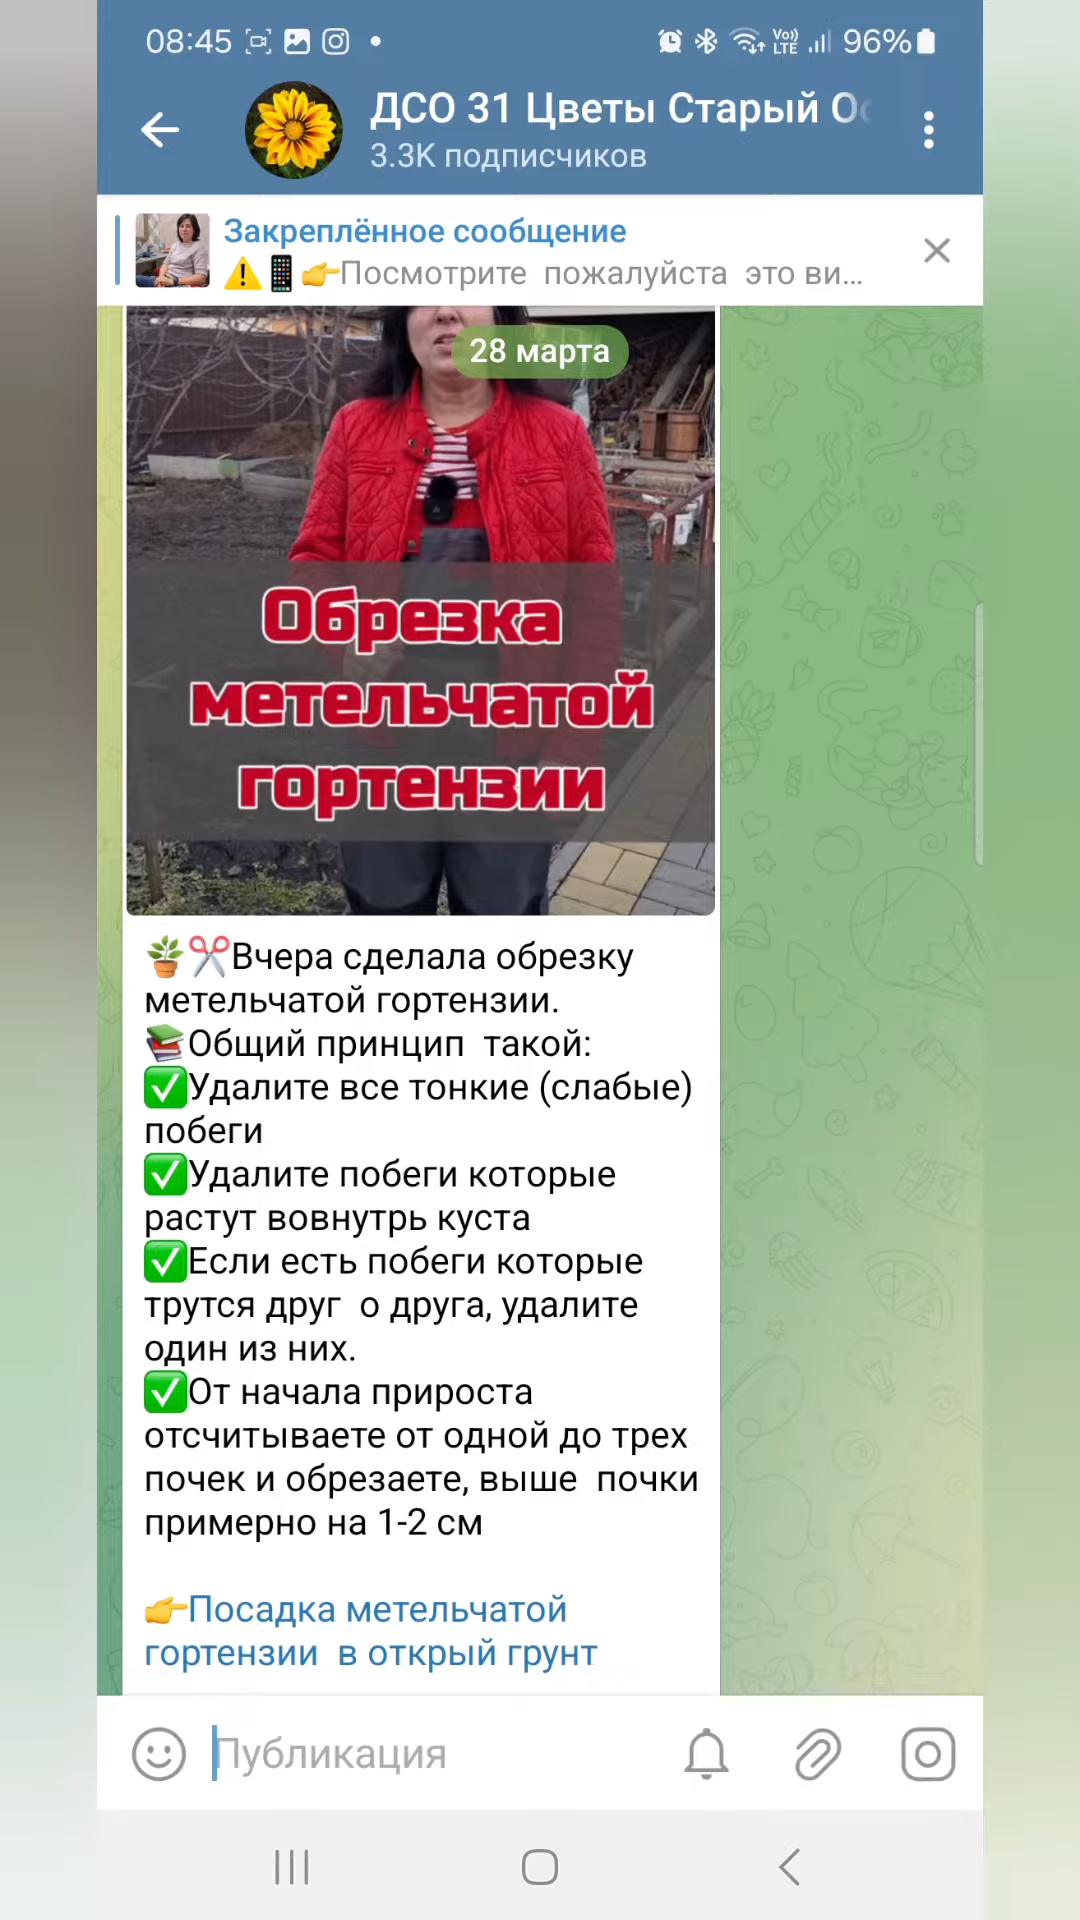 08:45
Vo)) LTE
96%
ДСО 31 Цветы Старый
3.3K подписчиков
Закреплённое сообщение
⚠️📱👉Посмотрите пожалуйста это ви...
28 марта
Обрезка
метельчатой
гортензии
🪴✂️Вчера сделала обрезку
метельчатой гортензии.
📚Общий принцип такой:
✅Удалите все тонкие (слабые)
побеги
✅Удалите побеги которые
растут вовнутрь куста
✅Если есть побеги которые
трутся друг о друга, удалите
один из них.
✅От начала прироста
отсчитываете от одной до трех
почек и обрезаете, выше почки
примерно на 1-2 см
👉Посадка метельчатой
гортензии в открый грунт
Публикация